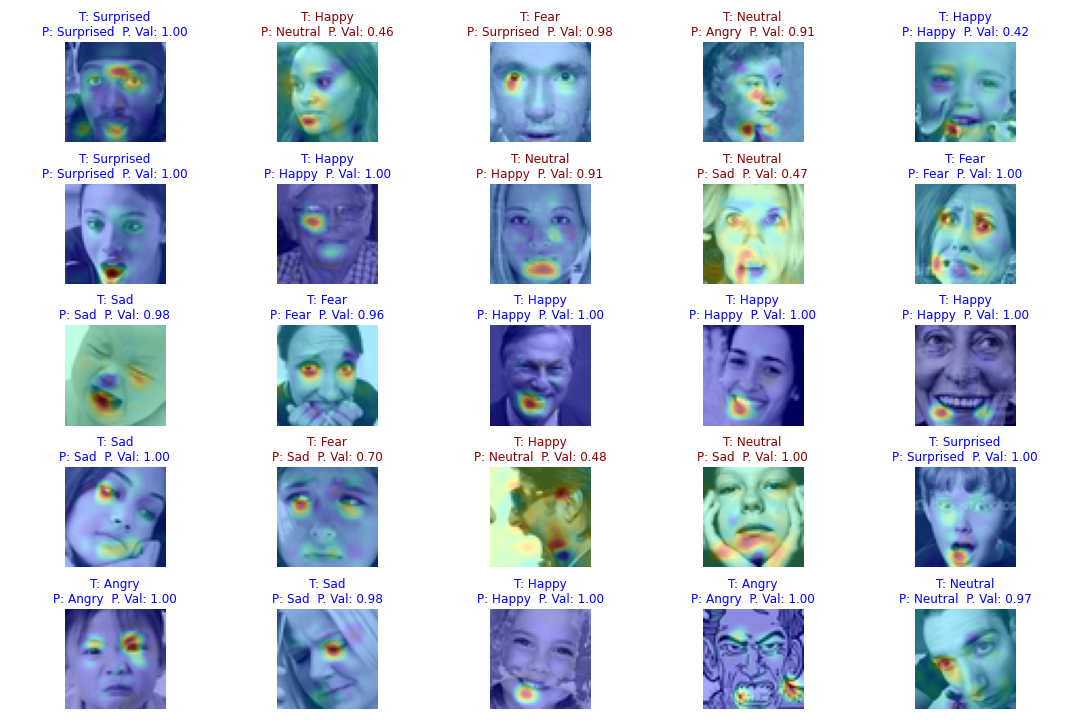 T: Surprised
P: Surprised  P. Val: 1.00
T: Happy
P: Neutral  P. Val: 0.46
T: Fear
P: Surprised  P. Val: 0.98
T: Neutral
P: Angry  P. Val: 0.91
T: Happy
P: Happy  P. Val: 0.42
T: Surprised
P: Surprised  P. Val: 1.00
T: Happy
P: Happy  P. Val: 1.00
T: Neutral
P: Happy  P. Val: 0.91
T: Neutral
P: Sad  P. Val: 0.47
T: Fear
P: Fear  P. Val: 1.00
T: Sad
P: Sad  P. Val: 0.98
T: Fear
P: Fear  P. Val: 0.96
T: Happy
P: Happy  P. Val: 1.00
T: Happy
P: Happy  P. Val: 1.00
T: Happy
P: Happy  P. Val: 1.00
T: Sad
P: Sad  P. Val: 1.00
T: Fear
P: Sad  P. Val: 0.70
T: Happy
P: Neutral  P. Val: 0.48
T: Neutral
P: Sad  P. Val: 1.00
T: Surprised
P: Surprised  P. Val: 1.00
T: Angry
P: Angry  P. Val: 1.00
T: Sad
P: Sad  P. Val: 0.98
T: Happy
P: Happy  P. Val: 1.00
T: Angry
P: Angry  P. Val: 1.00
T: Neutral
P: Neutral  P. Val: 0.97